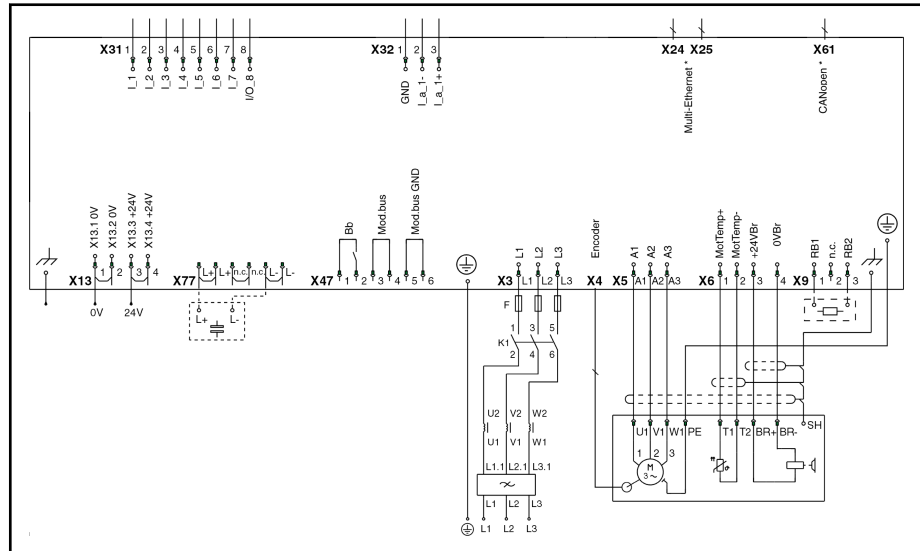 X31 1 2 3 4 5 6 7 8
I_1 I_2 I_3 I_4 I_5 I_6 I_7 I/O_8
X32 1 2 3
GND I_a_1- I_a_1+
X24 X25
Multi-Ethernet *
X61
CANopen *
X13.1 0V
X13.2 0V
X13.3 +24V
X13.4 +24V
X13 1 2 3 4
0V 24V
X77 L+ L+ n.c. n.c. L- L-
L+ L-
Bb
Mod.bus
Mod.bus GND
X47 1 2 3 4 5 6
L1 L2 L3
X3 L1 L2 L3
F
1 3 5
K1
2 4 6
U2 V2 W2
U1 V1 W1
L1.1 L2.1 L3.1
L1 L2 L3
L1 L2 L3
Encoder
X4
A1 A2 A3
X5 A1 A2 A3
MotTemp+
MotTemp-
+24VBr
0VBr
X6 1 2 3 4
RB1 n.c. RB2
X9 1 2 3
U1 V1 W1 PE T1 T2 BR+ BR- SH
1 2 3
M
3 ~